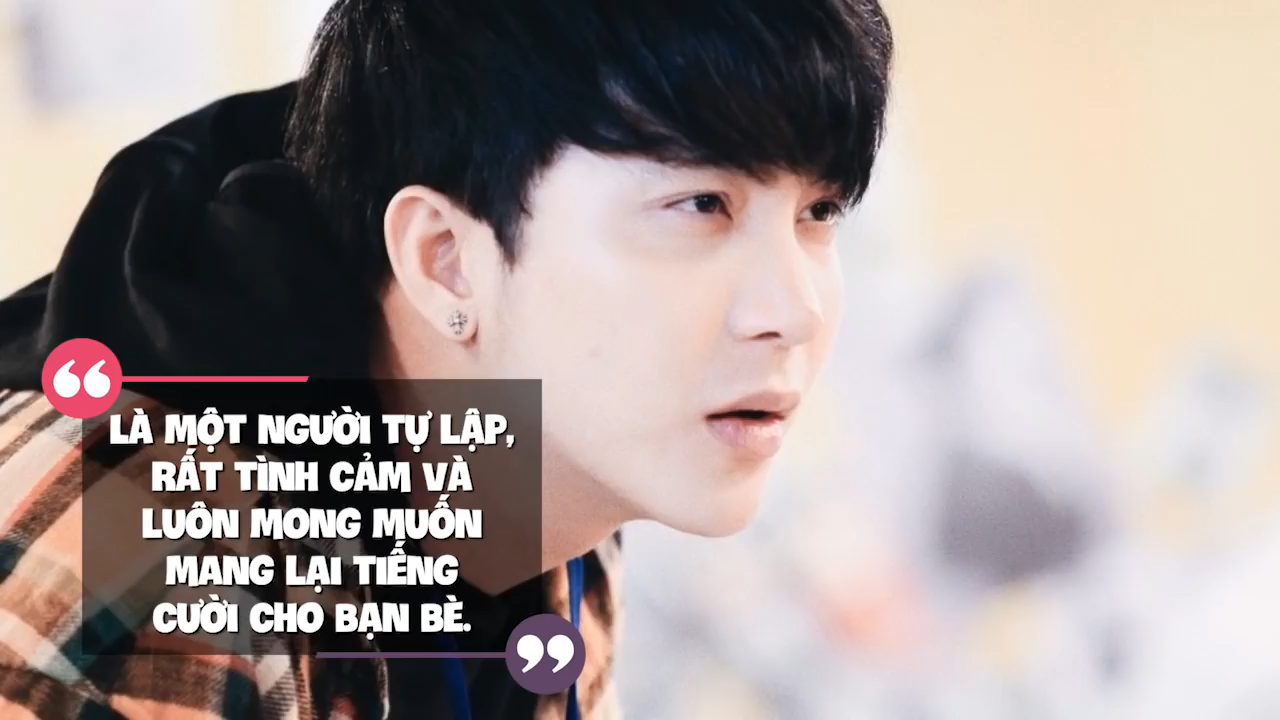 LÀ MỘT NGƯỜI TỰ LẬP,
RẤT TÌNH CẢM VÀ
LUÔN MONG MUỐN
MANG LẠI TIẾNG
CƯỜI CHO BẠN BÈ.